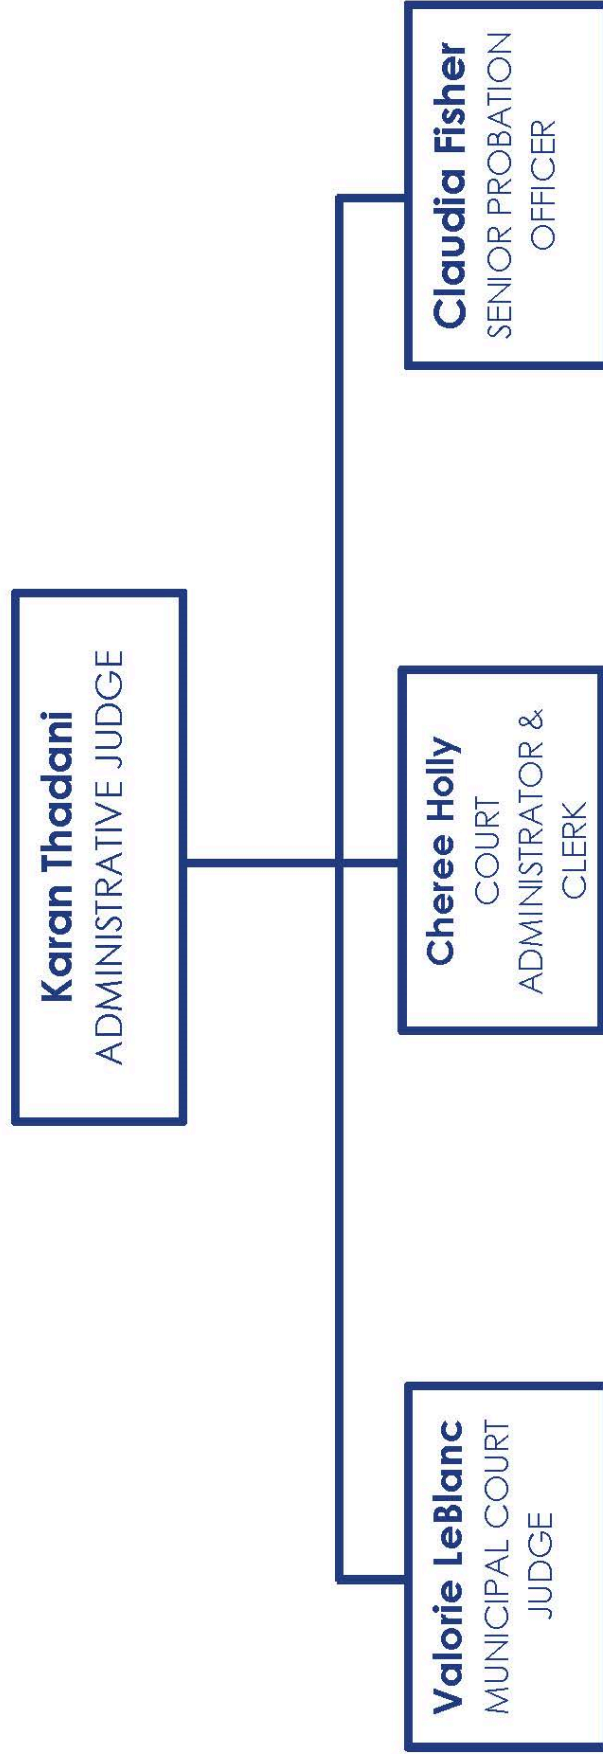 Karan Thadani
ADMINISTRATIVE JUDGE
Valorie LeBlanc
MUNICIPAL COURT
JUDGE
Cheree Holly
COURT
ADMINISTRATOR &
CLERK
Claudia Fisher
SENIOR PROBATION
OFFICER